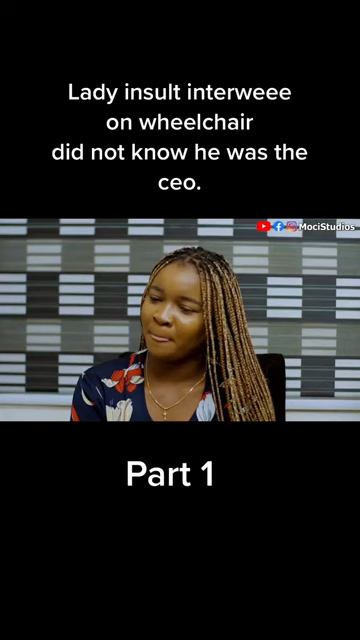 Lady insult interweee
on wheelchair
did not know he was the
ceo.
MociStudios
Part 1